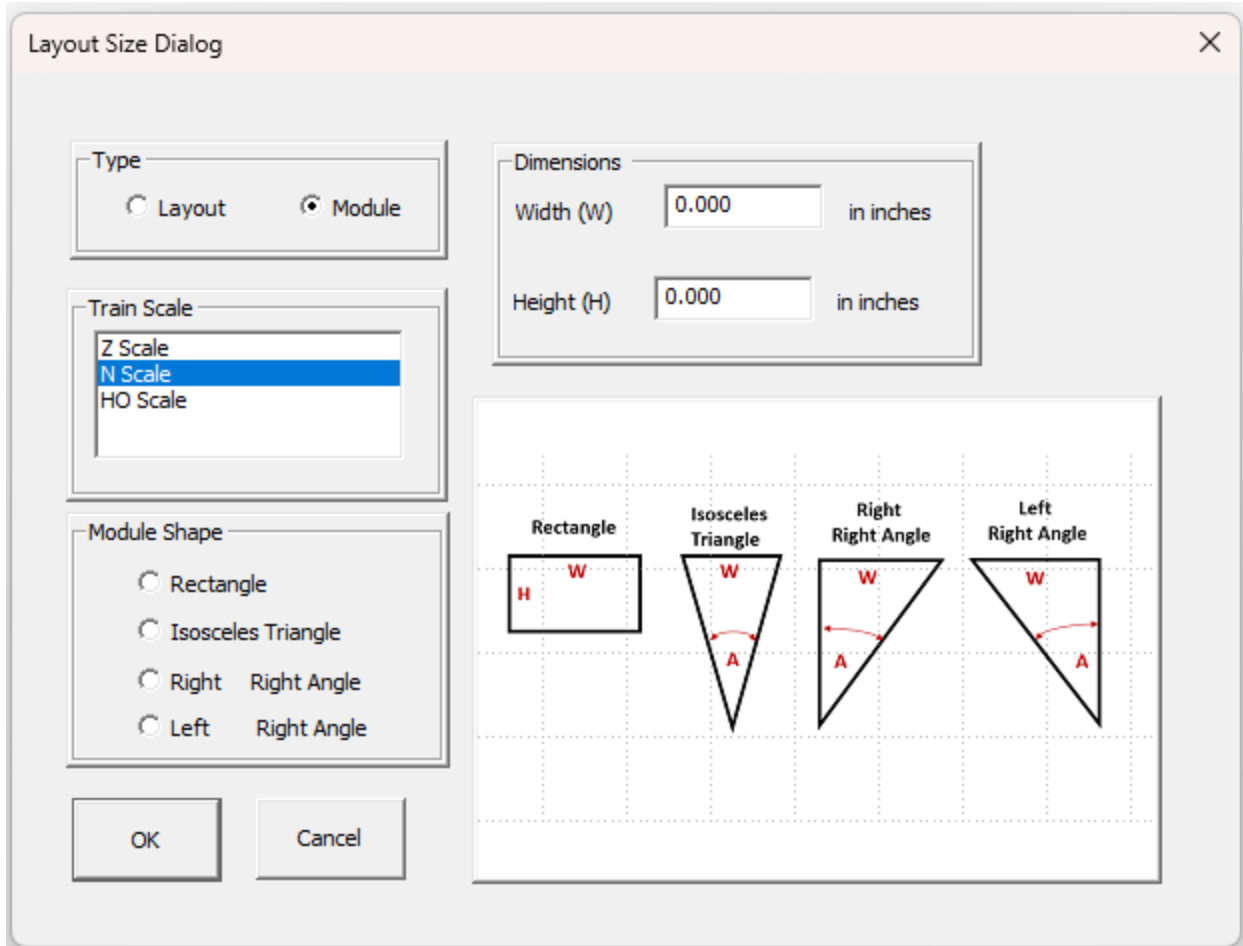 Layout Size Dialog
Type
Layout Module
Train Scale
Z Scale
N Scale
HO Scale
Module Shape
Rectangle
Isosceles Triangle
Right Right Angle
Left Right Angle
OK Cancel
Dimensions
Width (W) 0.000 in inches
Height (H) 0.000 in inches
Rectangle
W
H
Isosceles
Triangle
W
A
Right
Right Angle
W
A
Left
Right Angle
W
A